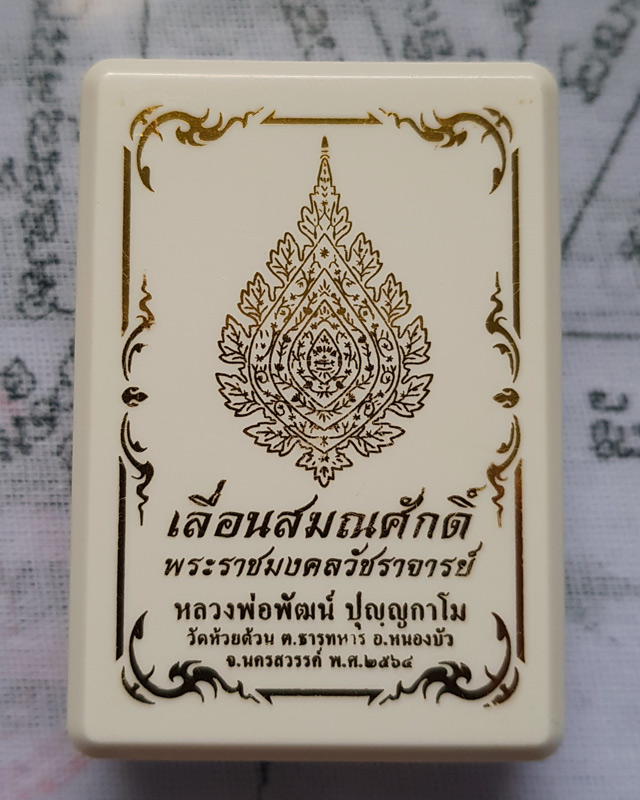 เลื่อนสมณศักดิ์
พระราชมงคลวัชราจารย์
หลวงพ่อพัฒน์ ปุญฺญกาโม
วัดห้วยด้วน ต.ธารทหาร อ.หนองบัว
จ.นครสวรรค์ พ.ศ.๒๕๖๔